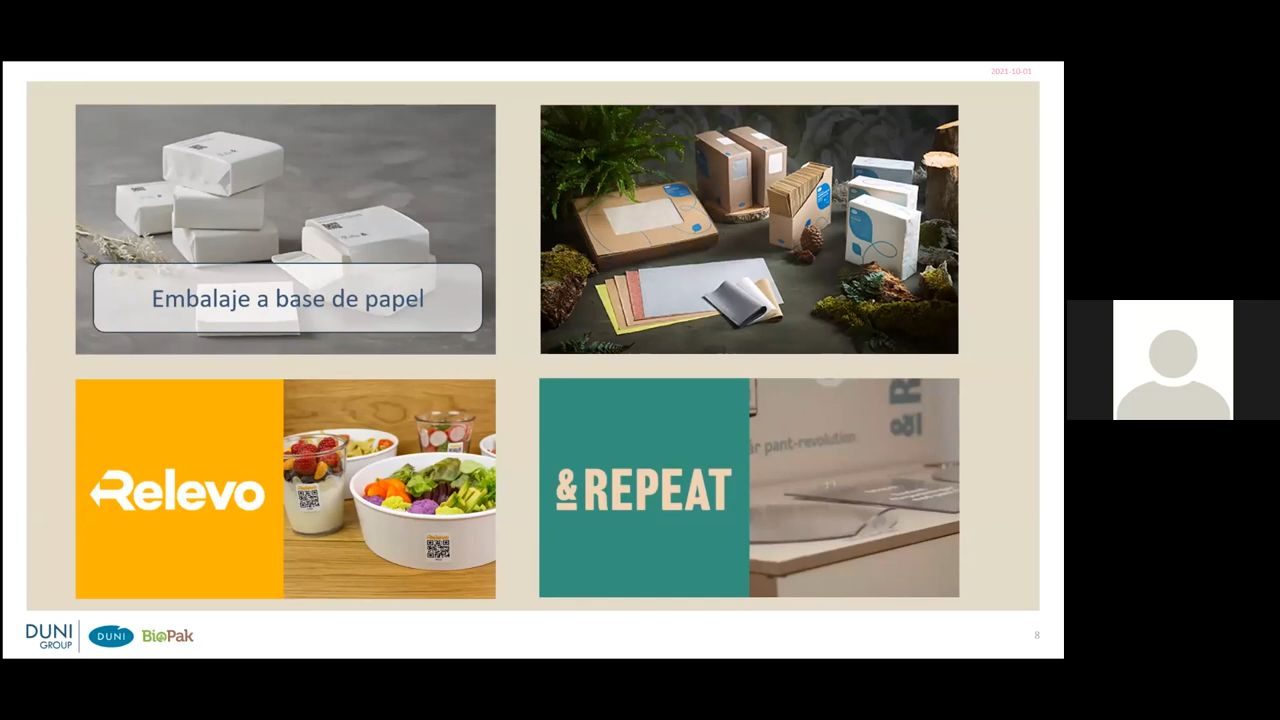 2021-10-01
Embalaje a base de papel
Relevo
&REPEAT
pant-revolution
& R
DUNI
GROUP
DUNI
BioPak
8